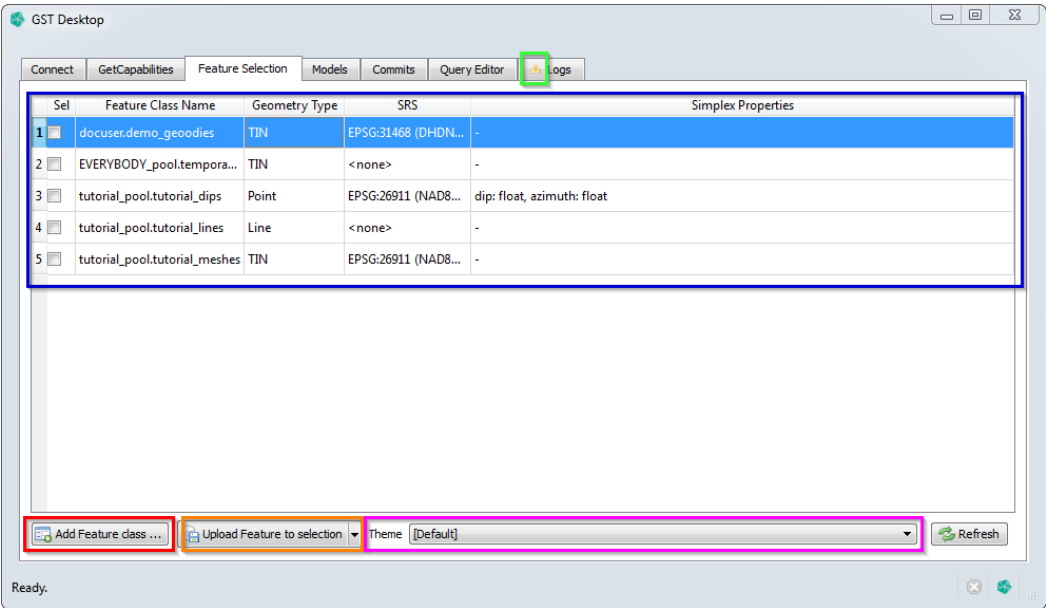 GST Desktop
Connect GetCapabilities Feature Selection Models Commits Query Editor Logs
Sel Feature Class Name Geometry Type SRS Simplex Properties
1 docuser.demo_geoodies TIN EPSG:31468 (DHDN... -
2 EVERYBODY_pool.tempora... TIN <none> -
3 tutorial_pool.tutorial_dips Point EPSG:26911 (NAD8... dip: float, azimuth: float
4 tutorial_pool.tutorial_lines Line <none> -
5 tutorial_pool.tutorial_meshes TIN EPSG:26911 (NAD8... -
Add Feature class ... Upload Feature to selection Theme [Default] Refresh
Ready.